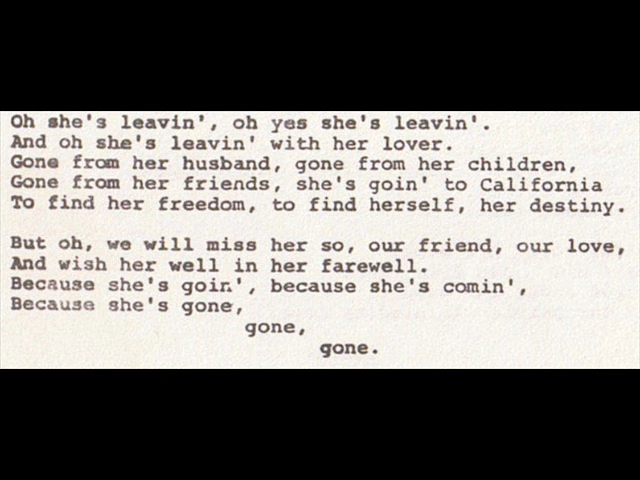 Oh she's leavin', oh yes she's leavin'.
And oh she's leavin' with her lover.
Gone from her husband, gone from her children,
Gone from her friends, she's goin' to California
To find her freedom, to find herself, her destiny.
But oh, we will miss her so, our friend, our love,
And wish her well in her farewell.
Because she's goin', because she's comin',
Because she's gone,
gone,
gone.